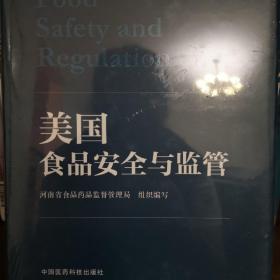 Food
Safety and
Regulation
美国
食品安全与监管
河南省食品药品监督管理局 组织编写
中国医药科技出版社